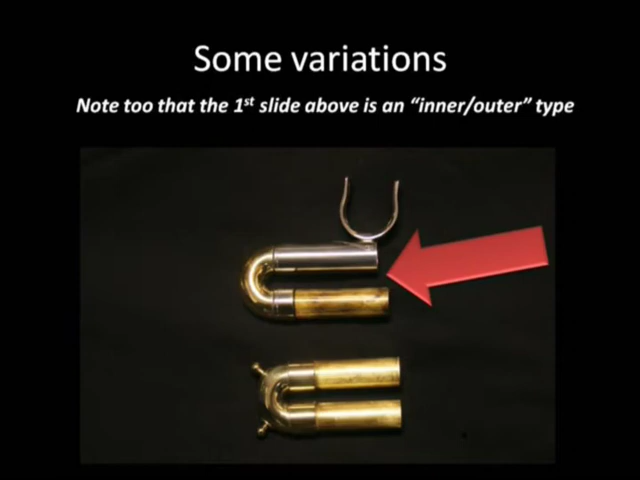 Some variations
Note too that the 1st slide above is an “inner/outer” type